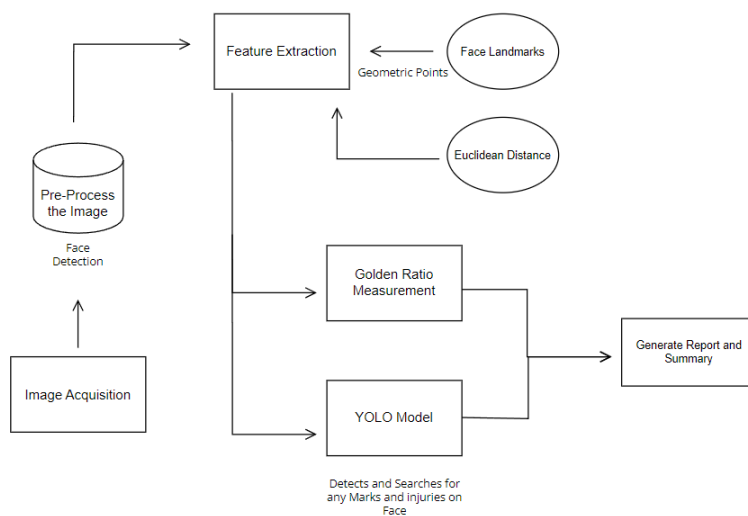 Feature Extraction
Face Landmarks
Geometric Points
Euclidean Distance
Pre-Process
the Image
Face
Detection
Golden Ratio
Measurement
Generate Report and
Summary
Image Acquisition
YOLO Model
Detects and Searches for
any Marks and injuries on
Face